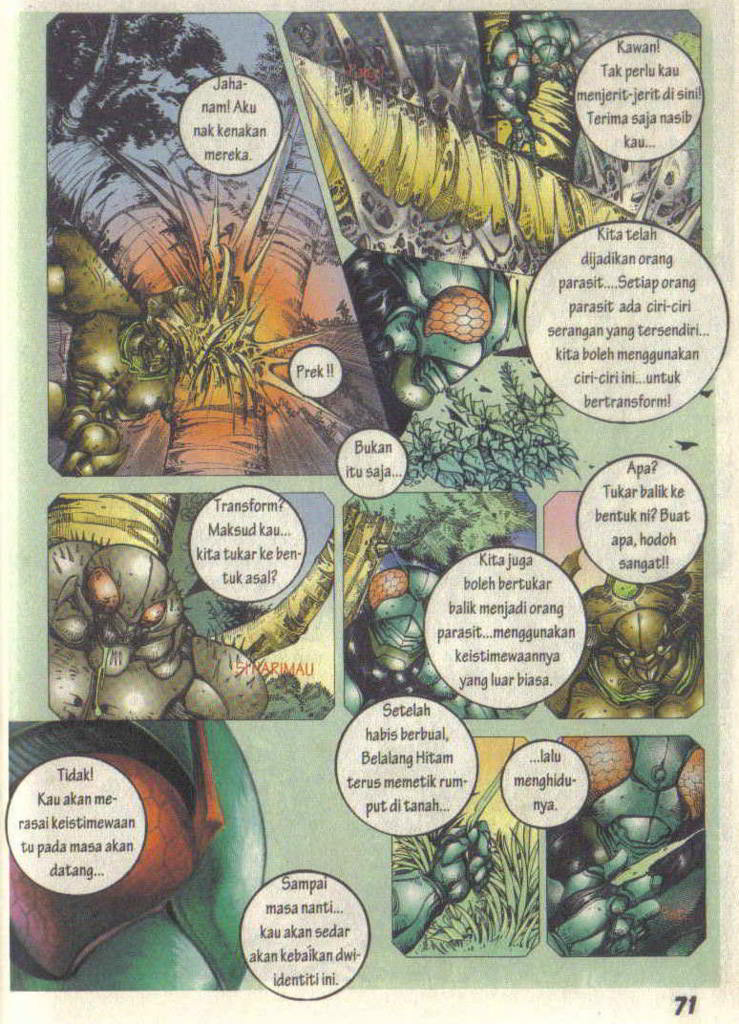 Jaha-
nam! Aku
nak kenakan
mereka.
Kawan!
Tak perlu kau
menjerit-jerit di sini!
Terima saja nasib
kau...
Kita telah
dijadikan orang
parasit....Setiap orang
parasit ada ciri-ciri
serangan yang tersendiri...
kita boleh menggunakan
ciri-ciri ini...untuk
bertransform!
Prek !!
Bukan
itu saja...
Transform?
Maksud kau...
kita tukar ke ben-
tuk asal?
Kita juga
boleh bertukar
balik menjadi orang
parasit...menggunakan
keistimewaannya
yang luar biasa.
Apa?
Tukar balik ke
bentuk ni? Buat
apa, hodoh
sangat!!
Setelah
habis berbual,
Belalang Hitam
terus memetik rum-
put di tanah...
...lalu
menghidu-
nya.
Tidak!
Kau akan me-
rasai keistimewaan
tu pada masa akan
datang...
Sampai
masa nanti...
kau akan sedar
akan kebaikan dwi-
identiti ini.
71